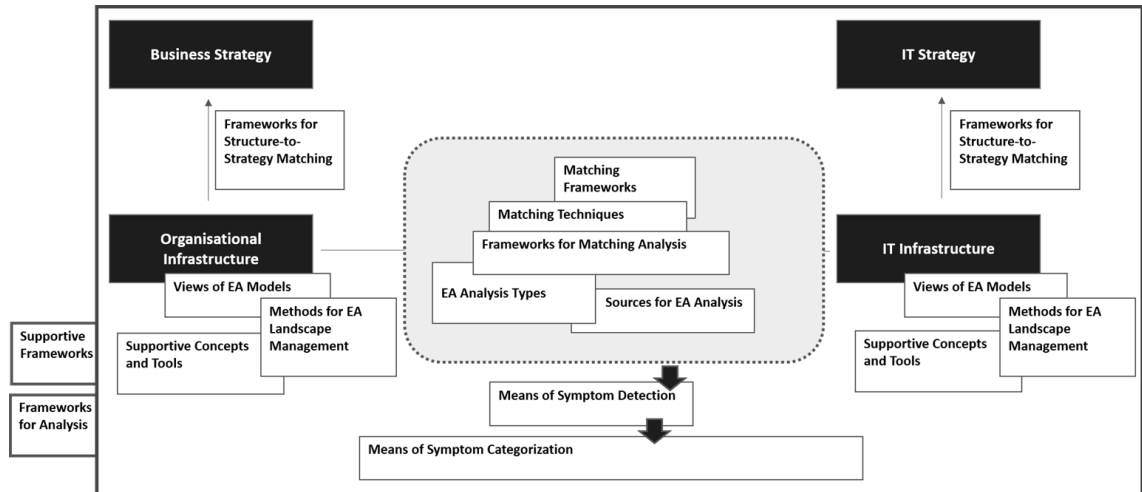 Business Strategy
IT Strategy
Frameworks for
Structure-to-
Strategy Matching
Frameworks for
Structure-to-
Strategy Matching
Matching
Frameworks
Matching Techniques
Frameworks for Matching Analysis
EA Analysis Types
Sources for EA Analysis
Organisational
Infrastructure
Views of EA Models
Methods for EA
Landscape
Management
Supportive Concepts
and Tools
IT Infrastructure
Views of EA Models
Methods for EA
Landscape
Management
Supportive Concepts
and Tools
Supportive
Frameworks
Frameworks
for Analysis
Means of Symptom Detection
Means of Symptom Categorization